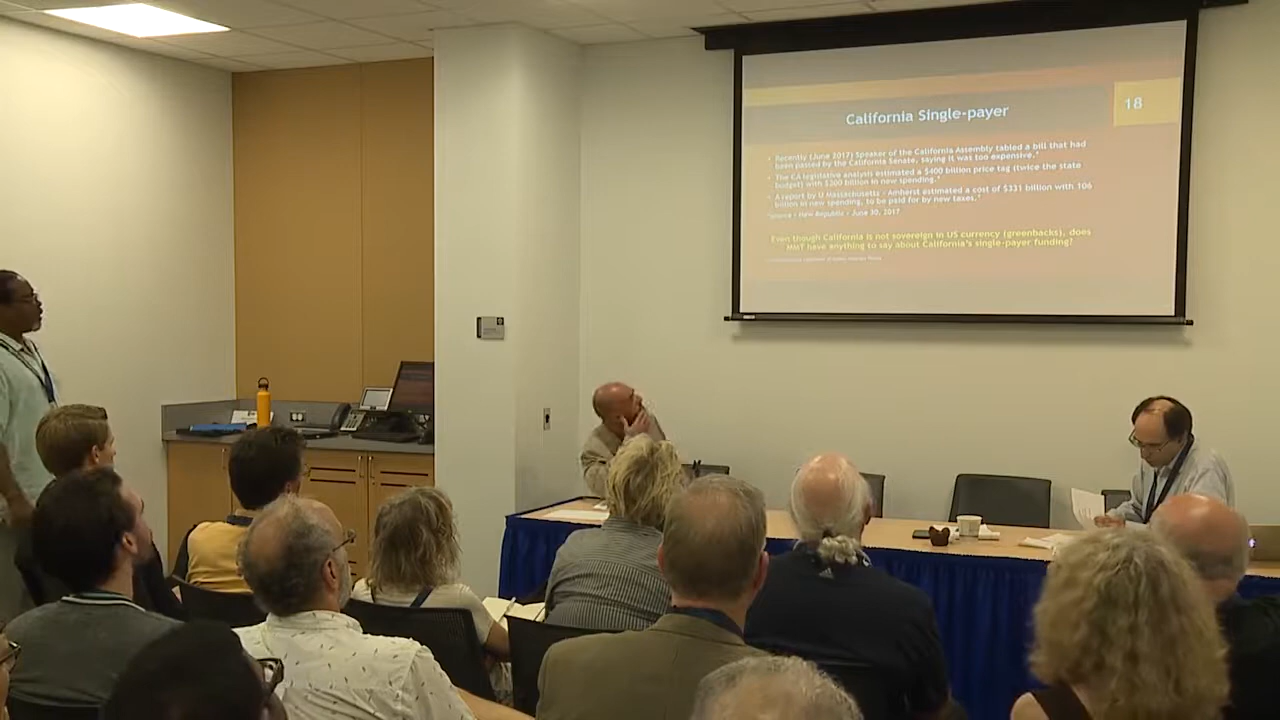 18
California Single-payer
• Recently (June 2017) Speaker of the California Assembly tabled a bill that had
been passed by the California Senate, saying it was too expensive.*
• The CA legislative analysis estimated a $400 billion price tag (twice the state
budget) with $200 billion in new spending.*
• A report by U Massachusetts - Amherst estimated a cost of $331 billion with 106
billion in new spending, to be paid for by new taxes.*
*Source - New Republic - June 30, 2017
Even though California is not sovereign in US currency (greenbacks), does
MMT have anything to say about California's single-payer funding?